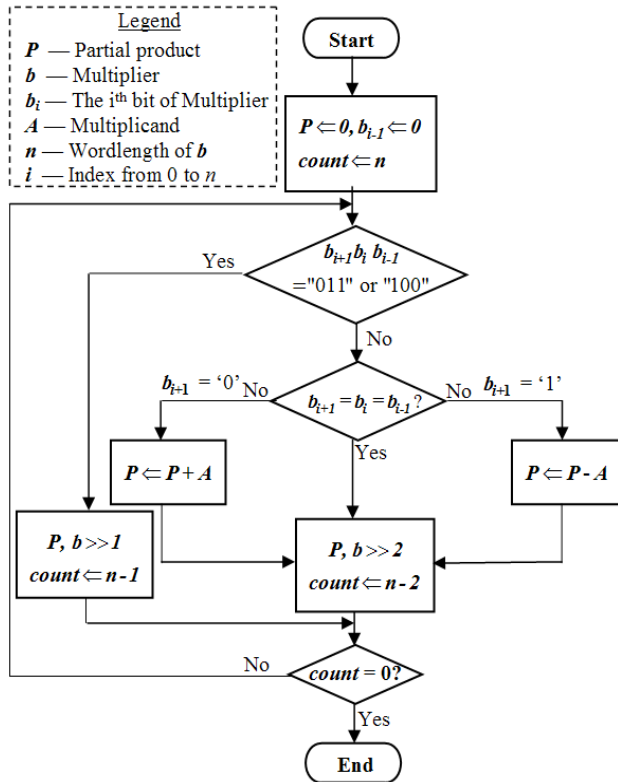 Legend
P — Partial product
b — Multiplier
bᵢ — The iᵗʰ bit of Multiplier
A — Multiplicand
n — Wordlength of b
i — Index from 0 to n
Start
P⇐0, bᵢ₋₁⇐0
count⇐n
bᵢ₊₁bᵢ bᵢ₋₁
="011" or "100"
Yes
No
bᵢ₊₁ = ‘0’ No
bᵢ₊₁=bᵢ=bᵢ₋₁?
No bᵢ₊₁ = ‘1’
Yes
P⇐P+A
P⇐P-A
P, b>>1
count⇐n-1
P, b>>2
count⇐n-2
No
count = 0?
Yes
End